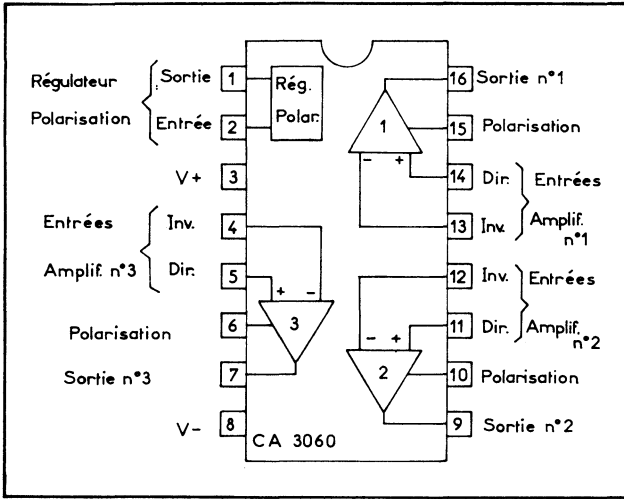 Régulateur
Polarisation
Sortie
Entrée
1
2
Rég.
Polar.
V+
3
Entrées
Amplif. n°3
Inv.
Dir.
4
5
+ -
3
Polarisation
6
Sortie n°3
7
V-
8
CA 3060
16
Sortie n°1
1
15
Polarisation
- +
14
Dir.
13
Inv.
Entrées
Amplif.
n°1
12
Inv.
11
Dir.
Entrées
Amplif.
n°2
- +
2
10
Polarisation
9
Sortie n°2